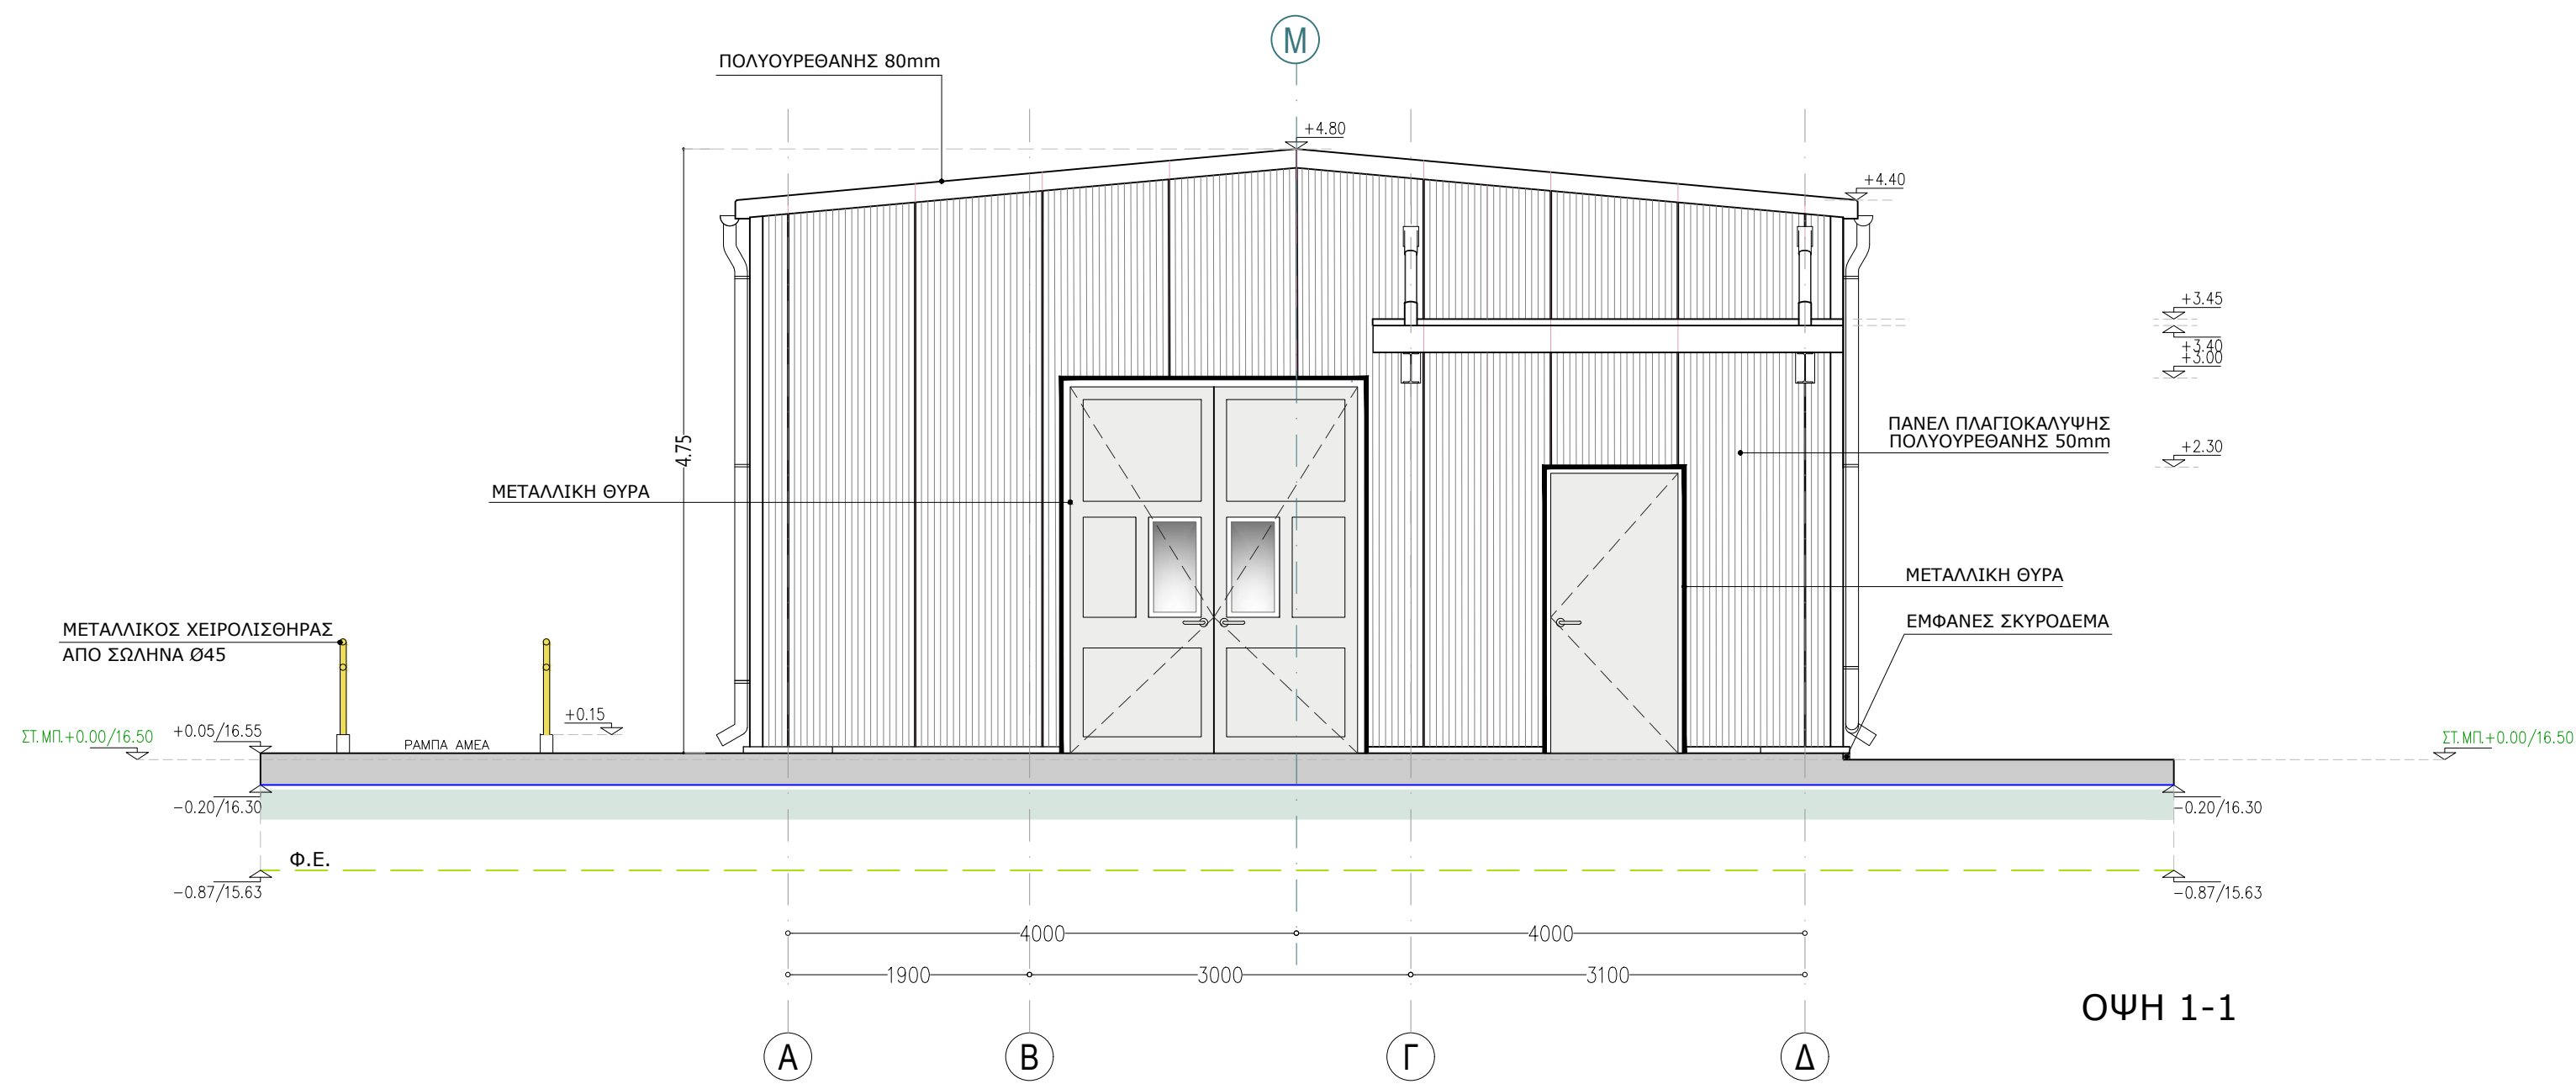 M
ΠΟΛΥΟΥΡΕΘΑΝΗΣ 80mm
+4.80
+4.40
+3.45
+3.40
+3.00
ΠΑΝΕΛ ΠΛΑΓΙΟΚΑΛΥΨΗΣ
ΠΟΛΥΟΥΡΕΘΑΝΗΣ 50mm
+2.30
4.75
ΜΕΤΑΛΛΙΚΗ ΘΥΡΑ
ΜΕΤΑΛΛΙΚΗ ΘΥΡΑ
ΕΜΦΑΝΕΣ ΣΚΥΡΟΔΕΜΑ
ΜΕΤΑΛΛΙΚΟΣ ΧΕΙΡΟΛΙΣΘΗΡΑΣ
ΑΠΟ ΣΩΛΗΝΑ Ø45
+0.15
ΣΤ.ΜΠ.+0.00/16.50
+0.05/16.55
ΡΑΜΠΑ ΑΜΕΑ
ΣΤ.ΜΠ.+0.00/16.50
-0.20/16.30
-0.20/16.30
Φ.Ε.
-0.87/15.63
-0.87/15.63
4000
4000
1900
3000
3100
ΟΨΗ 1-1
Α
Β
Γ
Δ